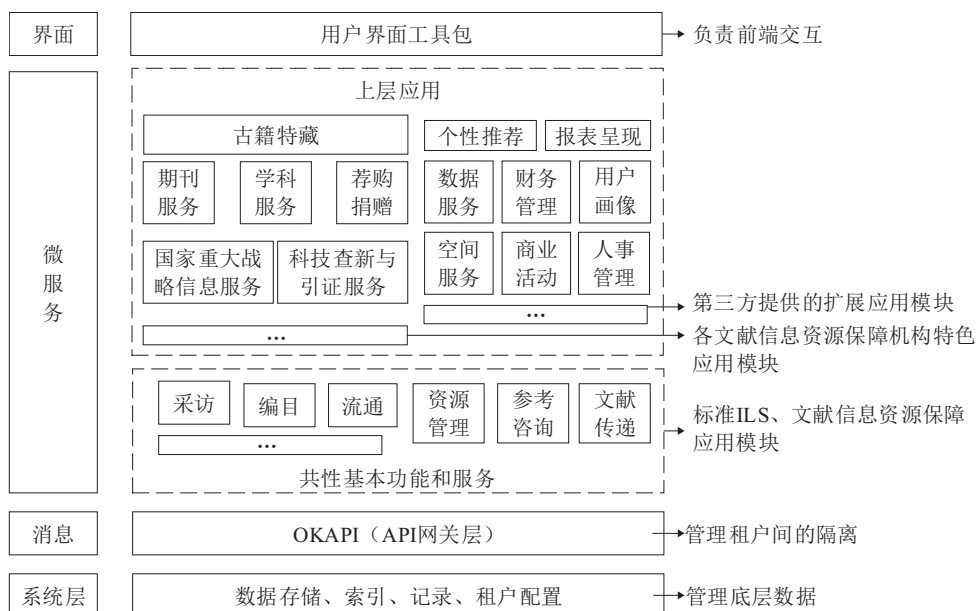 界面
用户界面工具包
负责前端交互
微
服
务
上层应用
古籍特藏
个性推荐
报表呈现
期刊
服务
学科
服务
荐购
捐赠
数据
服务
财务
管理
用户
画像
国家重大战
略信息服务
科技查新与
引证服务
空间
服务
商业
活动
人事
管理
...
第三方提供的扩展应用模块
...
各文献信息资源保障机构特色
应用模块
采访
编目
流通
资源
管理
参考
咨询
文献
传递
...
共性基本功能和服务
标准ILS、文献信息资源保障
应用模块
消息
OKAPI（API网关层）
管理租户间的隔离
系统层
数据存储、索引、记录、租户配置
管理底层数据